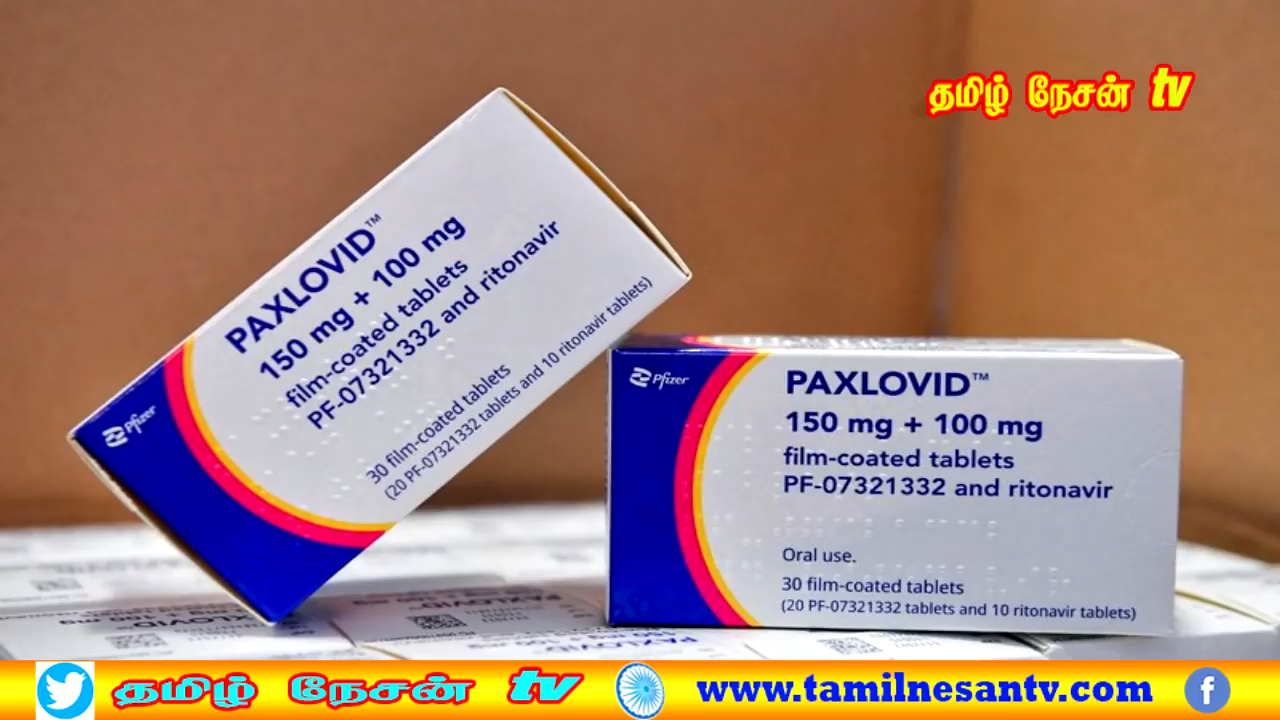 தமிழ் நேசன் tv
PAXLOVID™
150 mg + 100 mg
film-coated tablets
PF-07321332 and ritonavir
30 film-coated tablets
(20 PF-07321332 tablets and 10 ritonavir tablets)
Pfizer
Pfizer
PAXLOVID™
150 mg + 100 mg
film-coated tablets
PF-07321332 and ritonavir
Oral use.
30 film-coated tablets
(20 PF-07321332 tablets and 10 ritonavir tablets)
PAXLOVID
PAXLOVID
தமிழ் நேசன் tv
www.tamilnesantv.com